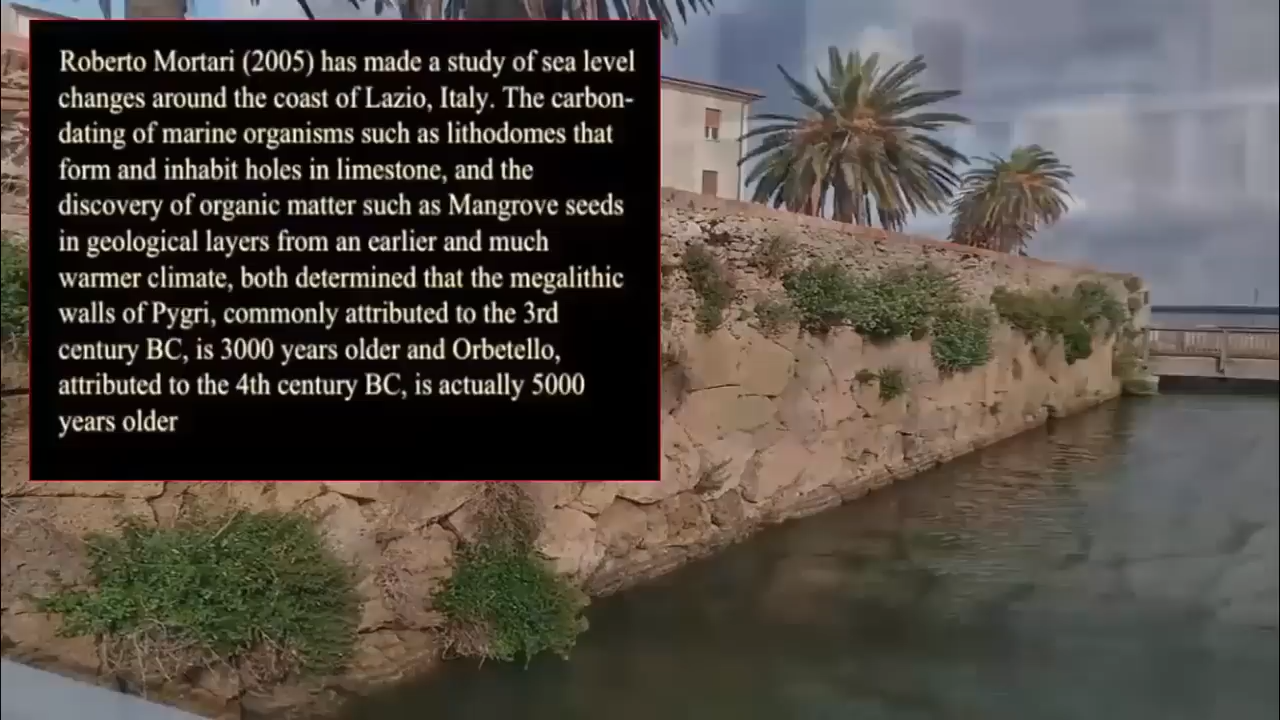 Roberto Mortari (2005) has made a study of sea level
changes around the coast of Lazio, Italy. The carbon-
dating of marine organisms such as lithodomes that
form and inhabit holes in limestone, and the
discovery of organic matter such as Mangrove seeds
in geological layers from an earlier and much
warmer climate, both determined that the megalithic
walls of Pygri, commonly attributed to the 3rd
century BC, is 3000 years older and Orbetello,
attributed to the 4th century BC, is actually 5000
years older